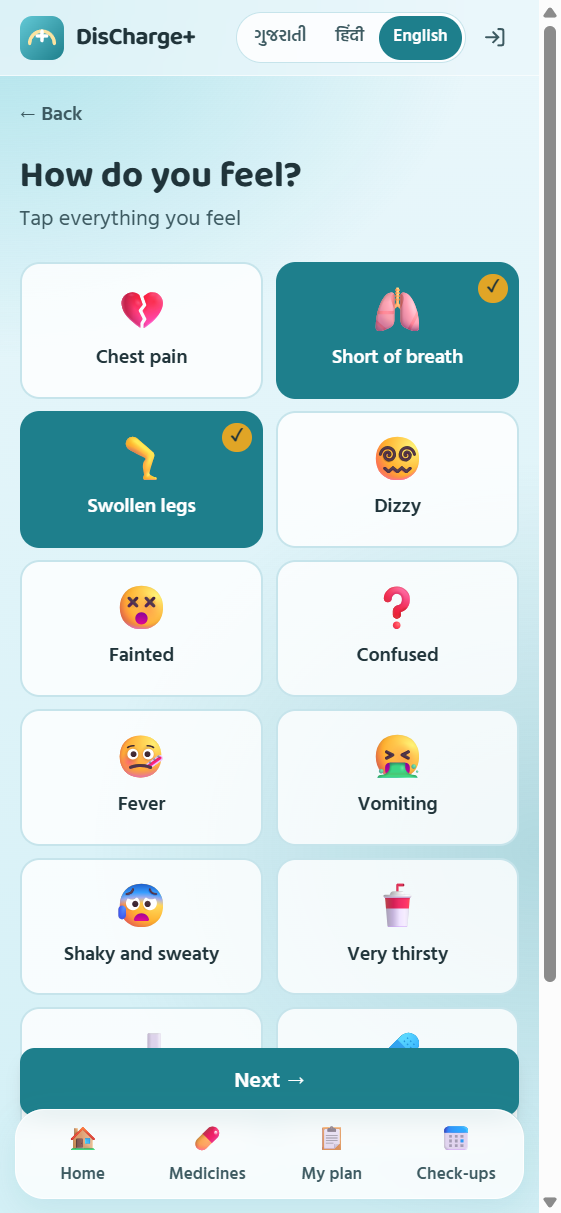 DisCharge+
ગુજરાતી हिंदी English
← Back
How do you feel?
Tap everything you feel
Chest pain
Short of breath
Swollen legs
Dizzy
Fainted
Confused
Fever
Vomiting
Shaky and sweaty
Very thirsty
Next →
Home
Medicines
My plan
Check-ups